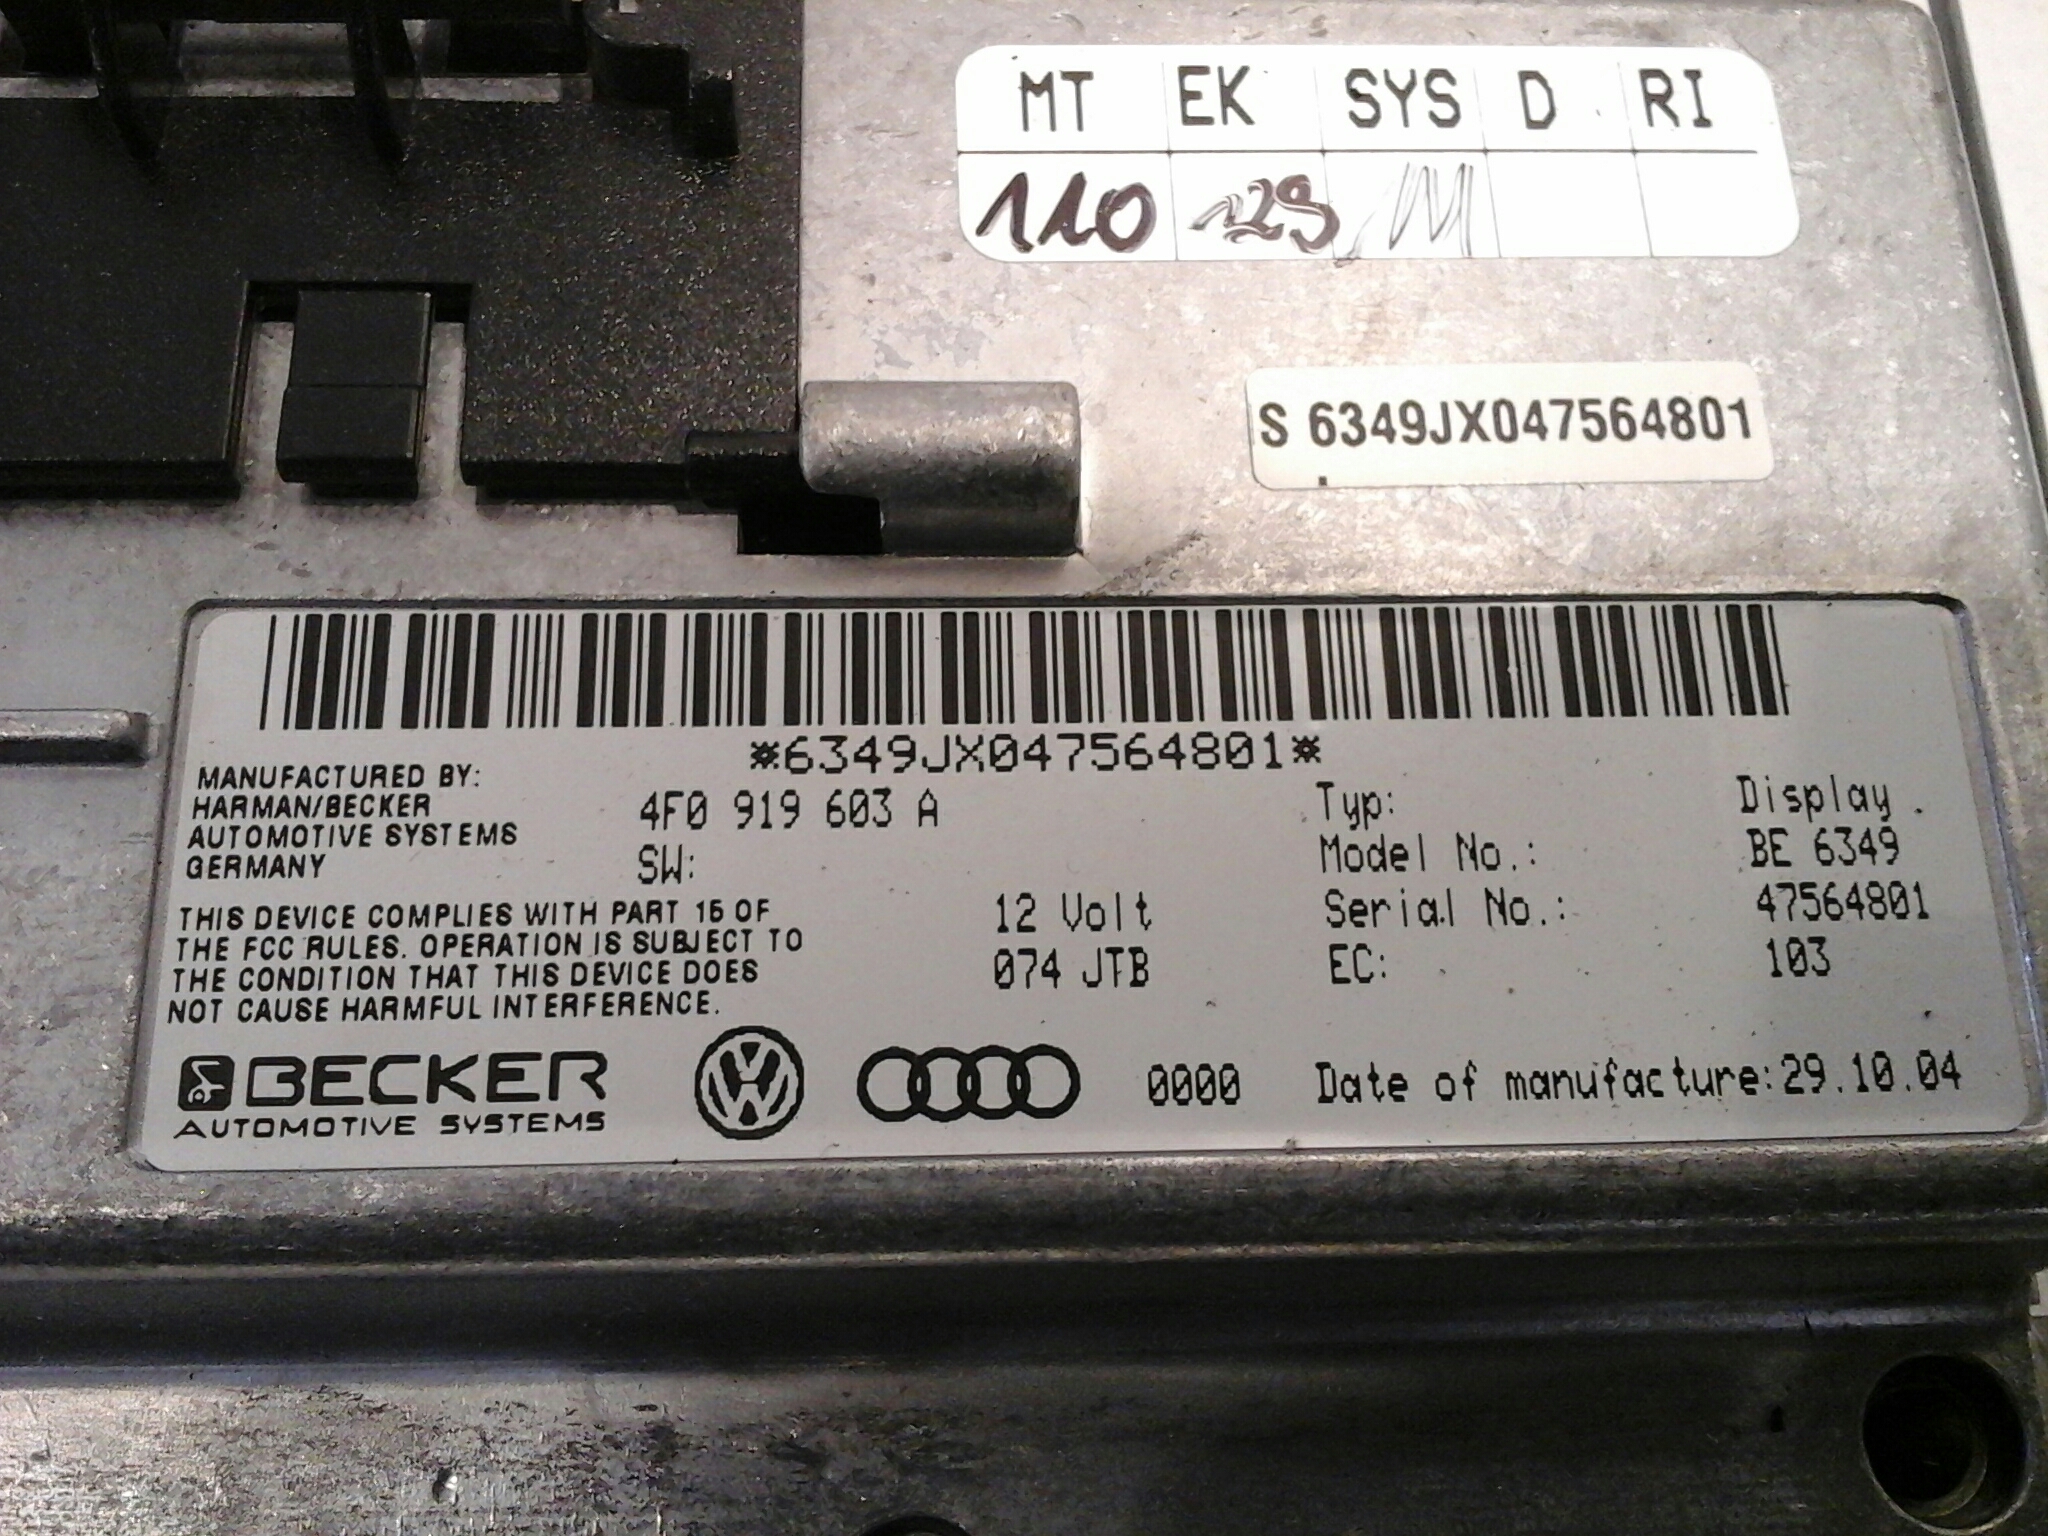 MT EK SYS D RI
110 129
S 6349JX047564801
*6349JX047564801*
MANUFACTURED BY:
HARMAN/BECKER
AUTOMOTIVE SYSTEMS
GERMANY
4F0 919 603 A
SW:
THIS DEVICE COMPLIES WITH PART 15 OF
THE FCC RULES. OPERATION IS SUBJECT TO
THE CONDITION THAT THIS DEVICE DOES
NOT CAUSE HARMFUL INTERFERENCE.
12 Volt
074 JTB
Typ: Display
Model No.: BE 6349
Serial No.: 47564801
EC: 103
BECKER
AUTOMOTIVE SYSTEMS
VW
0000
Date of manufacture:29.10.04